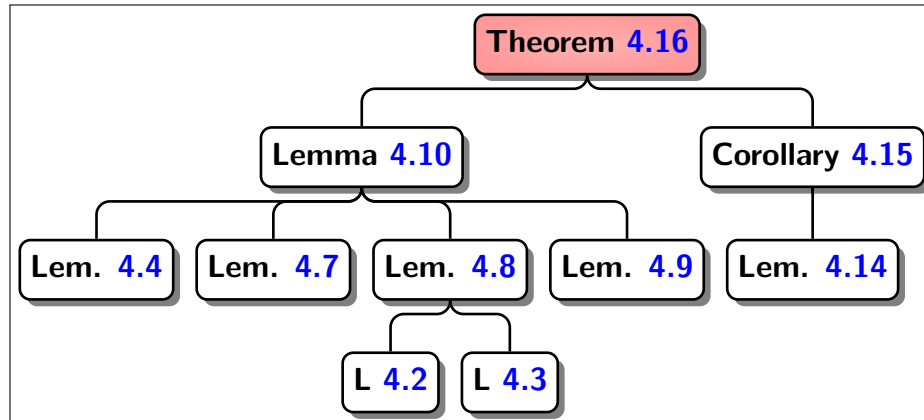 Theorem 4.16
Lemma 4.10
Corollary 4.15
Lem. 4.4
Lem. 4.7
Lem. 4.8
Lem. 4.9
Lem. 4.14
L 4.2
L 4.3